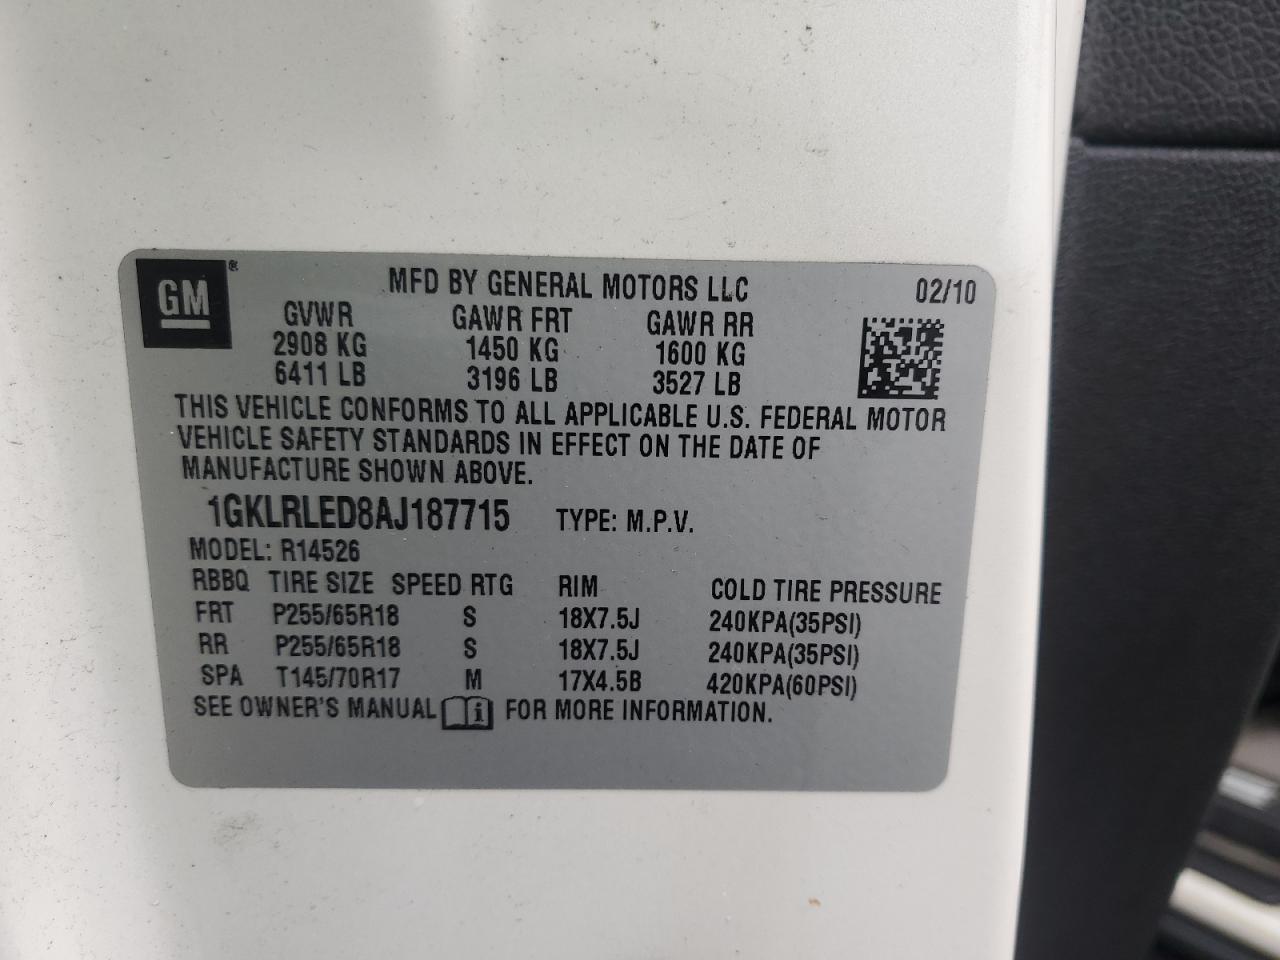 GM® MFD BY GENERAL MOTORS LLC 02/10
GVWR GAWR FRT GAWR RR
2908 KG 1450 KG 1600 KG
6411 LB 3196 LB 3527 LB
THIS VEHICLE CONFORMS TO ALL APPLICABLE U.S. FEDERAL MOTOR
VEHICLE SAFETY STANDARDS IN EFFECT ON THE DATE OF
MANUFACTURE SHOWN ABOVE.
1GKLRLED8AJ187715 TYPE: M.P.V.
MODEL: R14526
RBBQ TIRE SIZE SPEED RTG RIM COLD TIRE PRESSURE
FRT P255/65R18 S 18X7.5J 240KPA(35PSI)
RR P255/65R18 S 18X7.5J 240KPA(35PSI)
SPA T145/70R17 M 17X4.5B 420KPA(60PSI)
SEE OWNER'S MANUAL i FOR MORE INFORMATION.